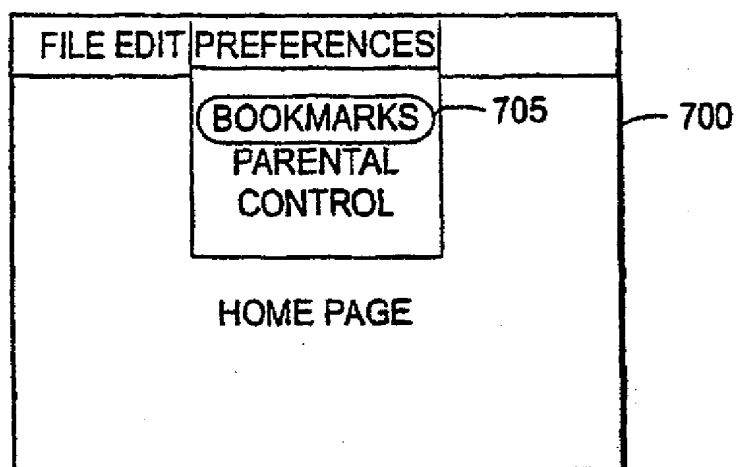 FILE EDIT PREFERENCES
BOOKMARKS 705 700
PARENTAL
CONTROL
HOME PAGE